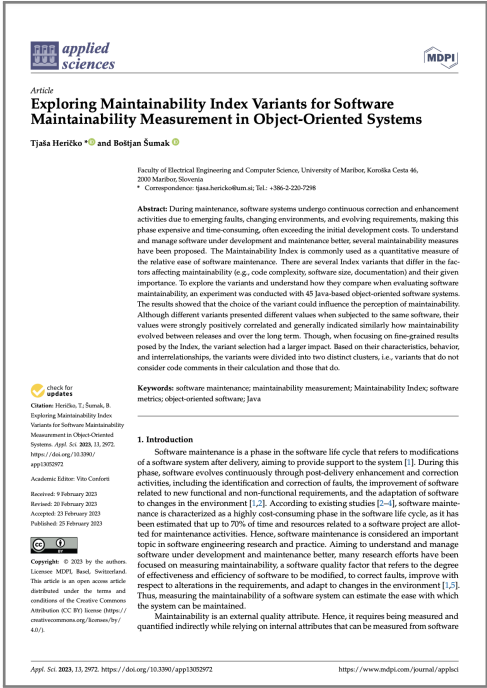 applied
sciences
MDPI
Article
Exploring Maintainability Index Variants for Software
Maintainability Measurement in Object-Oriented Systems
Tjaša Heričko * and Boštjan Šumak
Faculty of Electrical Engineering and Computer Science, University of Maribor, Koroška Cesta 46,
2000 Maribor, Slovenia
* Correspondence: tjasa.hericko@um.si; Tel.: +386-2-220-7298
Abstract: During maintenance, software systems undergo continuous correction and enhancement
activities due to emerging faults, changing environments, and evolving requirements, making this
phase expensive and time-consuming, often exceeding the initial development costs. To understand
and manage software under development and maintenance better, several maintainability measures
have been proposed. The Maintainability Index is commonly used as a quantitative measure of
the relative ease of software maintenance. There are several Index variants that differ in the fac-
tors affecting maintainability (e.g., code complexity, software size, documentation) and their given
importance. To explore the variants and understand how they compare when evaluating software
maintainability, an experiment was conducted with 45 Java-based object-oriented software systems.
The results showed that the choice of the variant could influence the perception of maintainability.
Although different variants presented different values when subjected to the same software, their
values were strongly positively correlated and generally indicated similarly how maintainability
evolved between releases and over the long term. Though, when focusing on fine-grained results
posed by the Index, the variant selection had a larger impact. Based on their characteristics, behavior,
and interrelationships, the variants were divided into two distinct clusters, i.e., variants that do not
consider code comments in their calculation and those that do.
Keywords: software maintenance; maintainability measurement; Maintainability Index; software
metrics; object-oriented software; Java
check for
updates
Citation: Heričko, T.; Šumak, B.
Exploring Maintainability Index
Variants for Software Maintainability
Measurement in Object-Oriented
Systems. Appl. Sci. 2023, 13, 2972.
https://doi.org/10.3390/
app13052972
Academic Editor: Vito Conforti
Received: 9 February 2023
Revised: 20 February 2023
Accepted: 23 February 2023
Published: 25 February 2023
cc
BY
Copyright: © 2023 by the authors.
Licensee MDPI, Basel, Switzerland.
This article is an open access article
distributed under the terms and
conditions of the Creative Commons
Attribution (CC BY) license (https://
creativecommons.org/licenses/by/
4.0/).
1. Introduction
Software maintenance is a phase in the software life cycle that refers to modifications
of a software system after delivery, aiming to provide support to the system [1]. During this
phase, software evolves continuously through post-delivery enhancement and correction
activities, including the identification and correction of faults, the improvement of software
related to new functional and non-functional requirements, and the adaptation of software
to changes in the environment [1,2]. According to existing studies [2–4], software mainte-
nance is characterized as a highly cost-consuming phase in the software life cycle, as it has
been estimated that up to 70% of time and resources related to a software project are allot-
ted for maintenance activities. Hence, software maintenance is considered an important
topic in software engineering research and practice. Aiming to understand and manage
software under development and maintenance better, many research efforts have been
focused on measuring maintainability, a software quality factor that refers to the degree
of effectiveness and efficiency of software to be modified, to correct faults, improve with
respect to alterations in the requirements, and adapt to changes in the environment [1,5].
Thus, measuring the maintainability of a software system can estimate the ease with which
the system can be maintained.
Maintainability is an external quality attribute. Hence, it requires being measured and
quantified indirectly while relying on internal attributes that can be measured from software
Appl. Sci. 2023, 13, 2972. https://doi.org/10.3390/app13052972
https://www.mdpi.com/journal/applsci